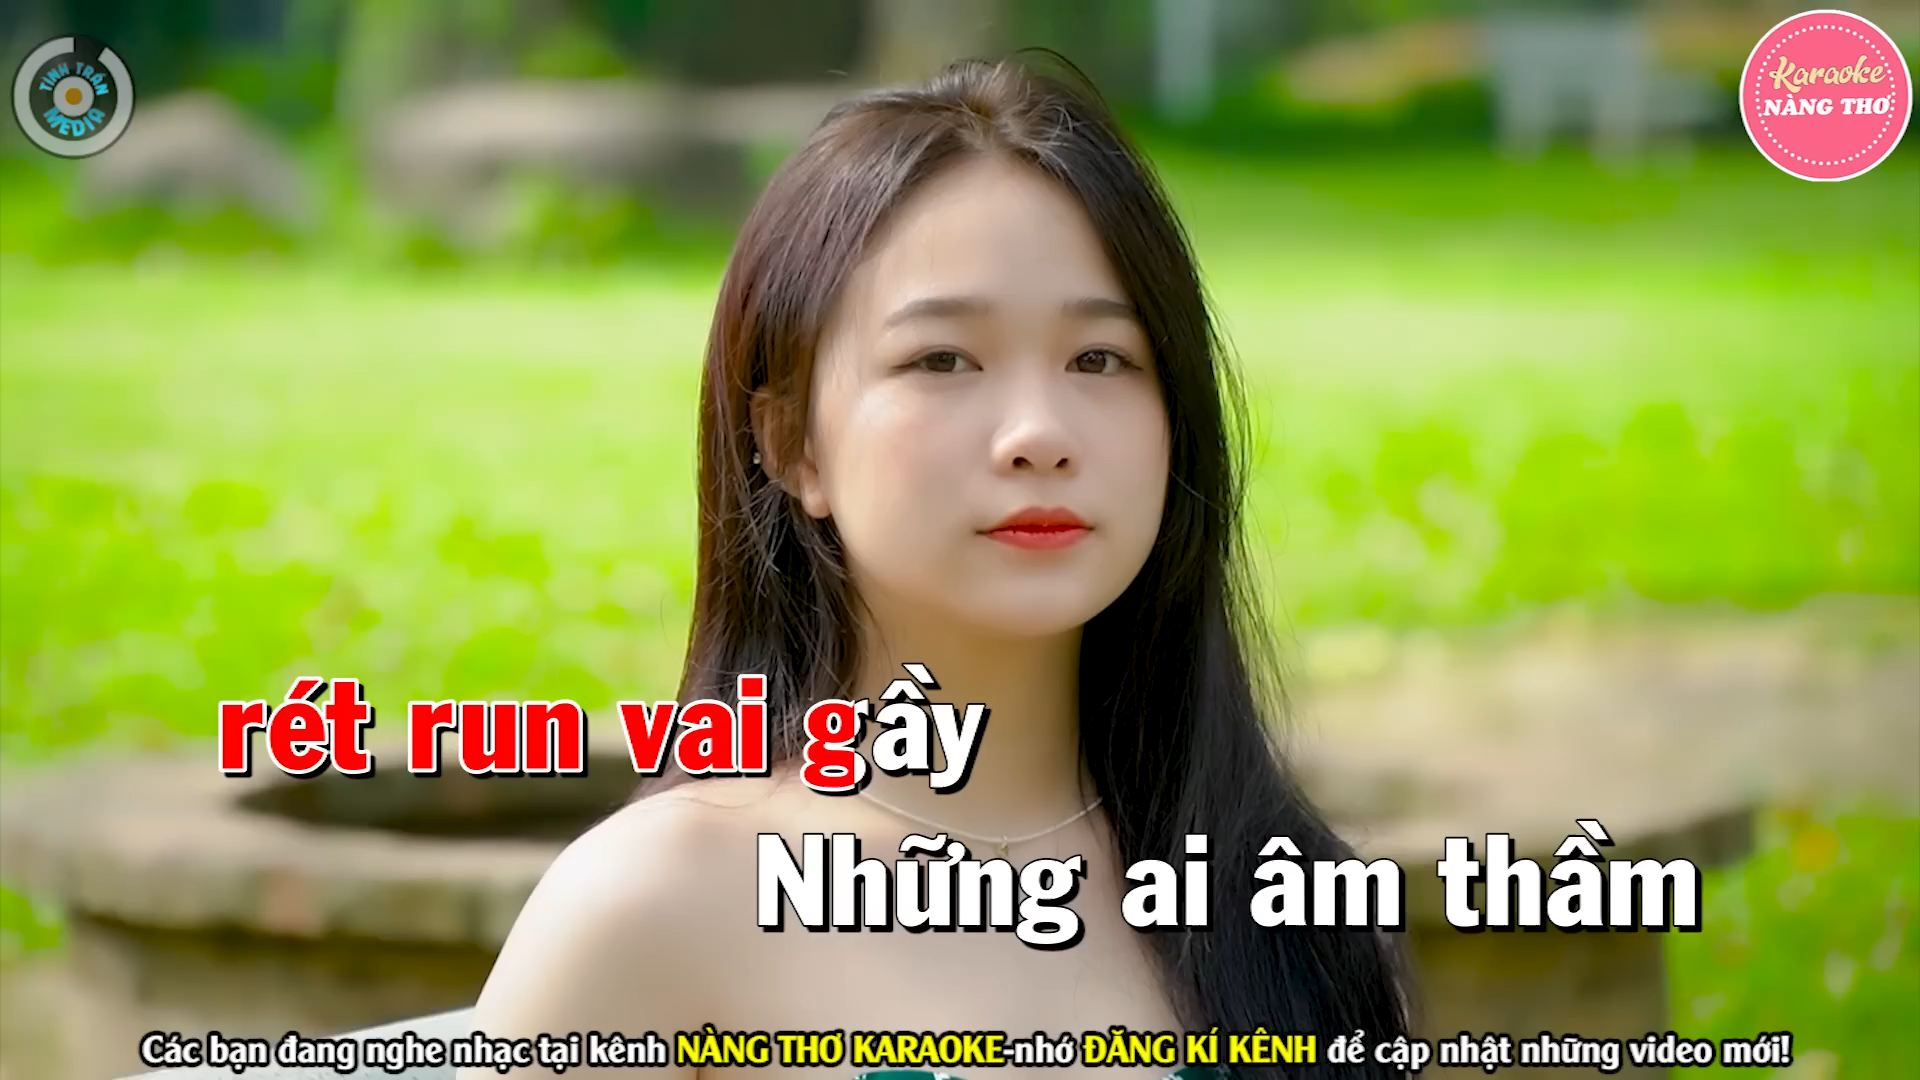 TÌNH TRẦN
MEDIA
Karaoke
NÀNG THƠ
rét run vai gầy
Những ai âm thầm
Các bạn đang nghe nhạc tại kênh NÀNG THƠ KARAOKE-nhớ ĐĂNG KÍ KÊNH để cập nhật những video mới!